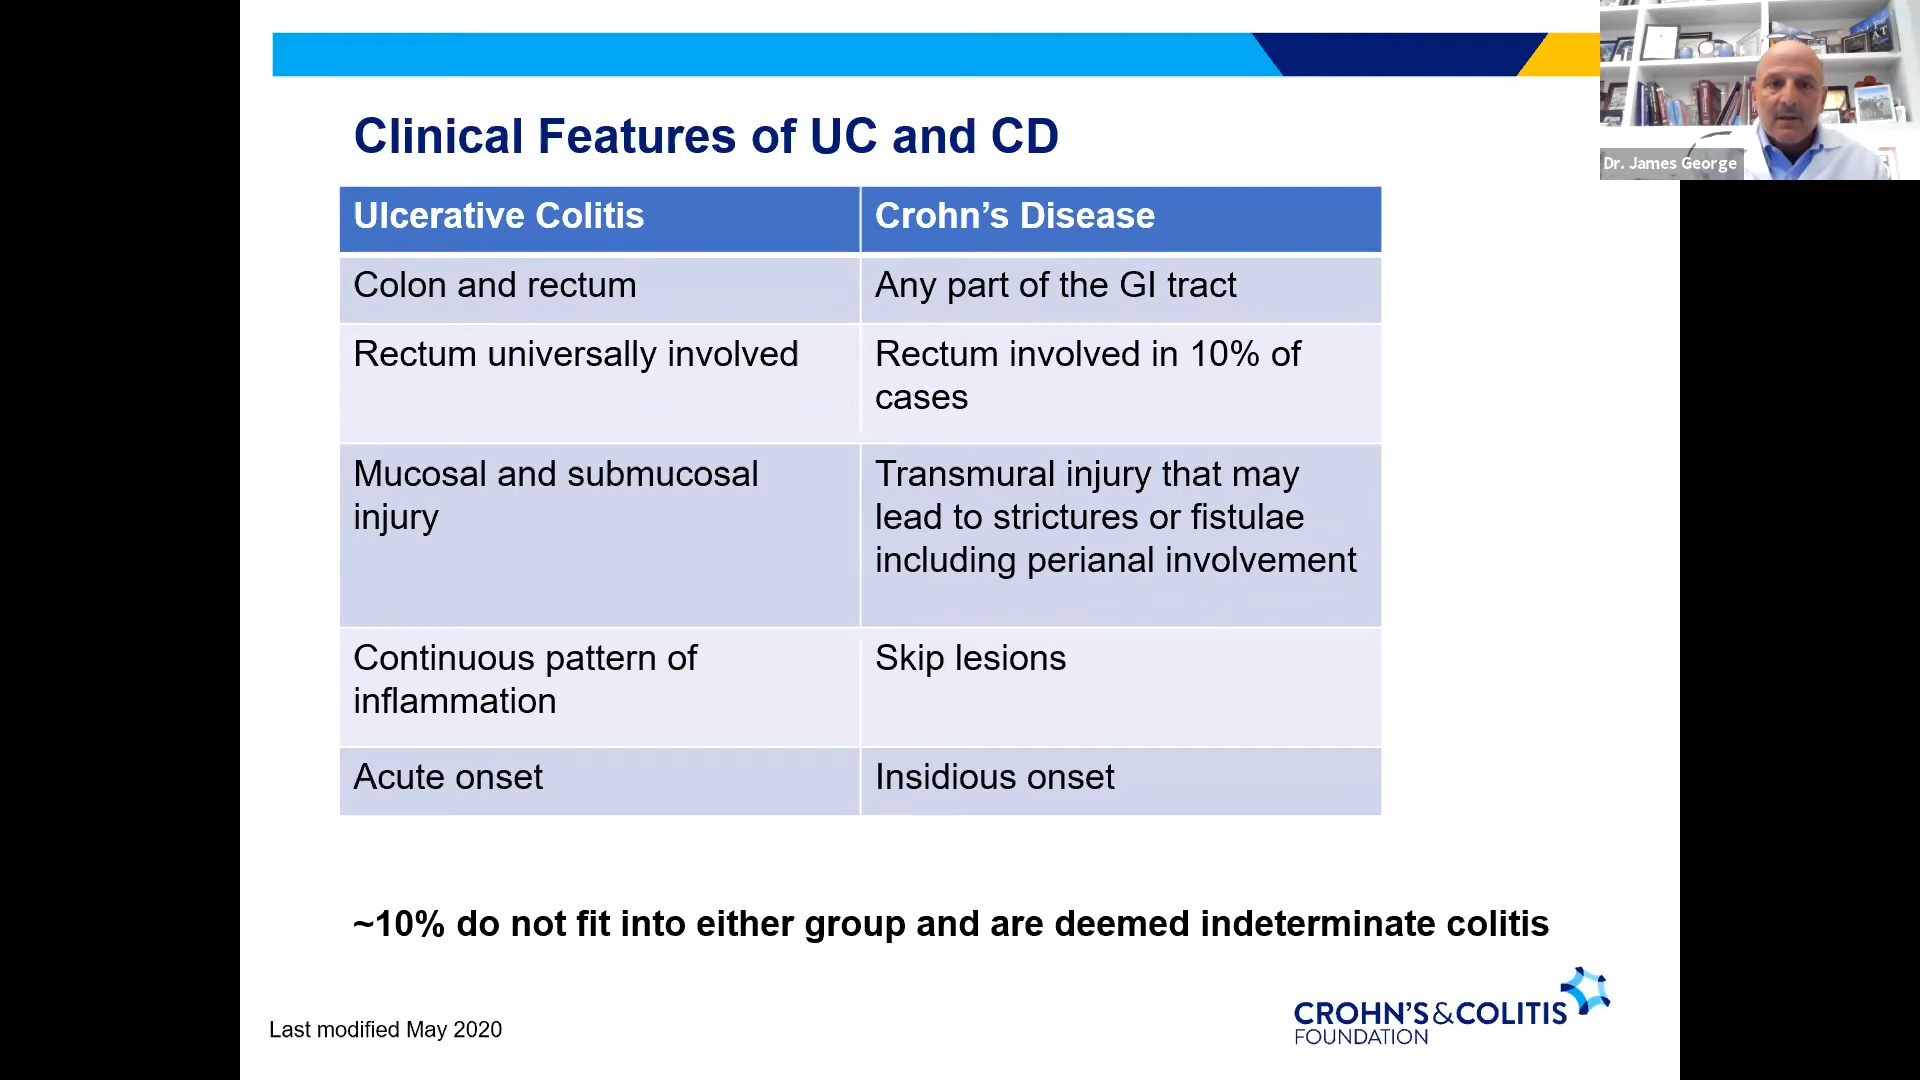 Clinical Features of UC and CD
Ulcerative Colitis
Crohn’s Disease
Colon and rectum
Any part of the GI tract
Rectum universally involved
Rectum involved in 10% of
cases
Mucosal and submucosal
injury
Transmural injury that may
lead to strictures or fistulae
including perianal involvement
Continuous pattern of
inflammation
Skip lesions
Acute onset
Insidious onset
~10% do not fit into either group and are deemed indeterminate colitis
Last modified May 2020
CROHN’S&COLITIS
FOUNDATION
Dr. James George